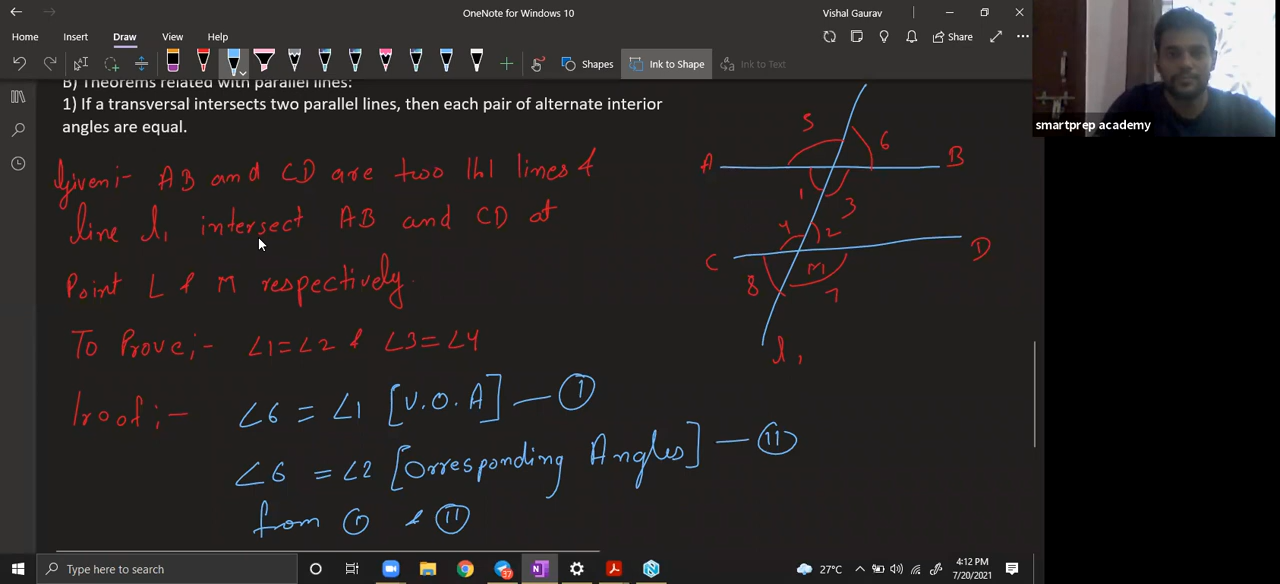 OneNote for Windows 10
Vishal Gaurav
Home Insert Draw View Help
Share
Shapes
Ink to Shape
Ink to Text
B) Theorems related with parallel lines:
1) If a transversal intersects two parallel lines, then each pair of alternate interior
angles are equal.
Given:- AB and CD are two lhl lines &
line l1 intersect AB and CD at
Point L & M respectively.
To Prove:- ∠1=∠2 & ∠3=∠4
Proof:- ∠6 = ∠1 [V.O.A] — (I)
∠6 = ∠2 [Corresponding Angles] — (II)
from (I) & (II)
5
6
A
B
1
3
4
2
C
D
M
8
7
l1
smartprep academy
Type here to search
37
27°C
4:12 PM
7/20/2021